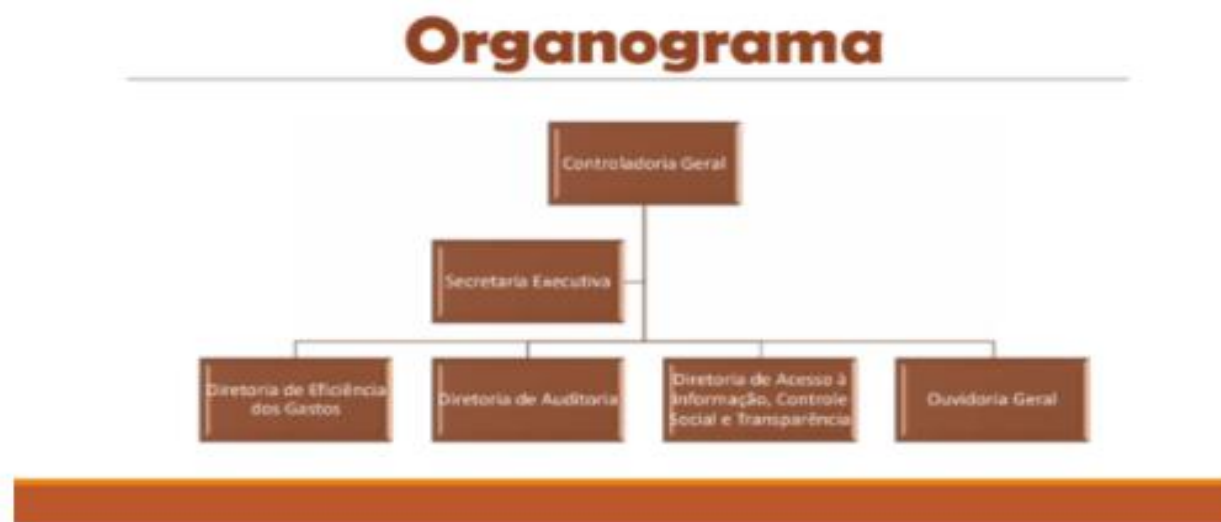 Organograma
Controladoria Geral
Secretaria Executiva
Diretoria de Eficiência
dos Gastos
Diretoria de Auditoria
Diretoria de Acesso à
Informação, Controle
Social e Transparência
Ouvidoria Geral